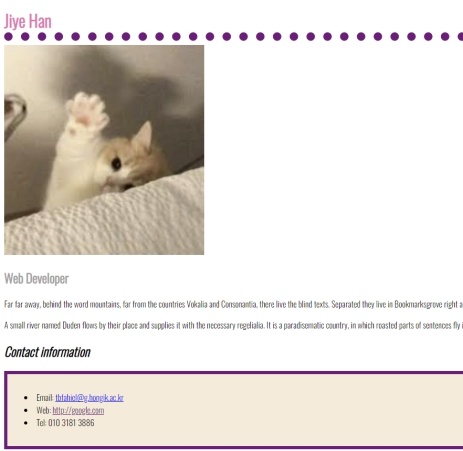 Jiye Han
Web Developer
Far far away, behind the word mountains, far from the countries Vokalia and Consonantia, there live the blind texts. Separated they live in Bookmarksgrove right a
A small river named Duden flows by their place and supplies it with the necessary regelialia. It is a paradisematic country, in which roasted parts of sentences fly
Contact information
Email: tbfahiel@g.hongik.ac.kr
Web: http://google.com
Tel: 010 3181 3886